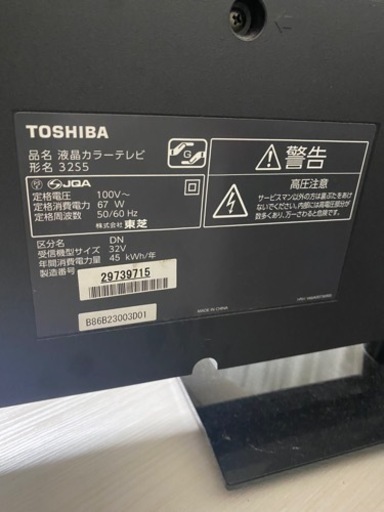 TOSHIBA
品名 液晶カラーテレビ
形名 32S5
JQA
定格電圧 100V~
定格消費電力 67 W
定格周波数 50/60 Hz
株式会社 東芝
区分名 DN
受信機型サイズ 32V
年間消費電力量 45 kWh/年
製造番号 29739715
B86B23003D01
警告
高圧注意
サービスマン以外の方は裏ぶたをあけ
ないでください。内部には高電圧部分が
数多くあり、万一さわると危険です。
MADE IN CHINA